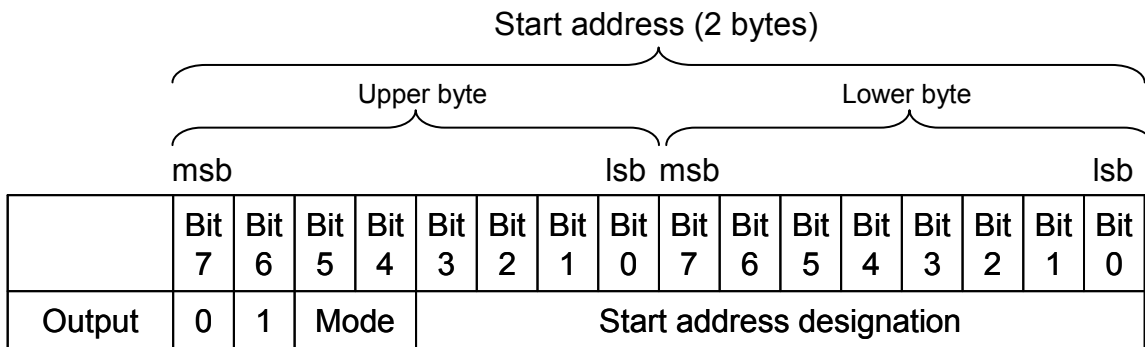 Start address (2 bytes)
Upper byte Lower byte
msb lsb msb lsb
Bit 7 Bit 6 Bit 5 Bit 4 Bit 3 Bit 2 Bit 1 Bit 0 Bit 7 Bit 6 Bit 5 Bit 4 Bit 3 Bit 2 Bit 1 Bit 0
Output 0 1 Mode Start address designation